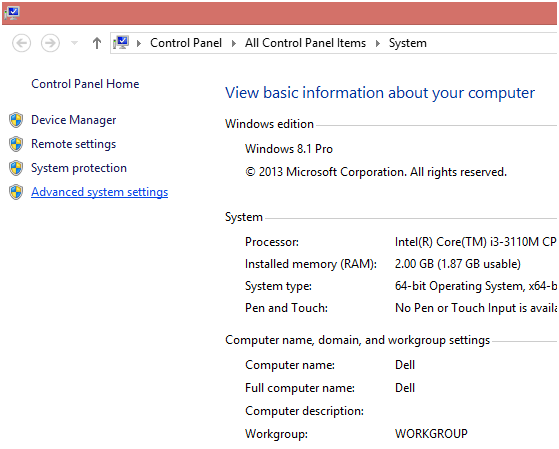 Control Panel All Control Panel Items System
Control Panel Home
Device Manager
Remote settings
System protection
Advanced system settings
View basic information about your computer
Windows edition
Windows 8.1 Pro
© 2013 Microsoft Corporation. All rights reserved.
System
Processor: Intel(R) Core(TM) i3-3110M CP
Installed memory (RAM): 2.00 GB (1.87 GB usable)
System type: 64-bit Operating System, x64-b
Pen and Touch: No Pen or Touch Input is availa
Computer name, domain, and workgroup settings
Computer name: Dell
Full computer name: Dell
Computer description:
Workgroup: WORKGROUP